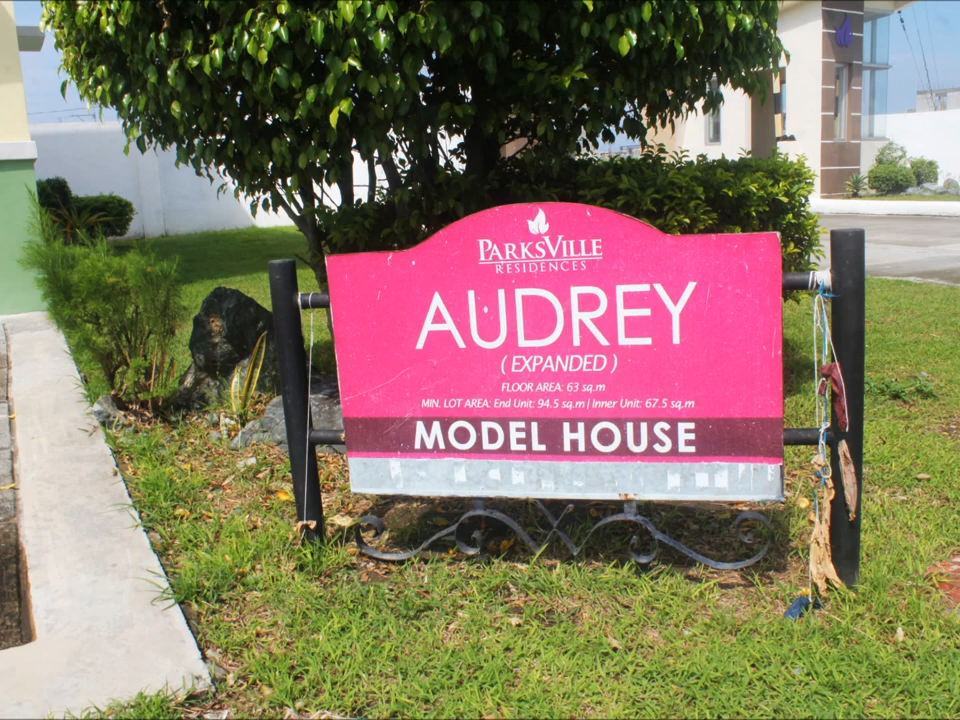 PARKSVILLE
RESIDENCES
AUDREY
( EXPANDED )
FLOOR AREA: 63 sq.m
MIN. LOT AREA: End Unit: 94.5 sq.m | Inner Unit: 67.5 sq.m
MODEL HOUSE